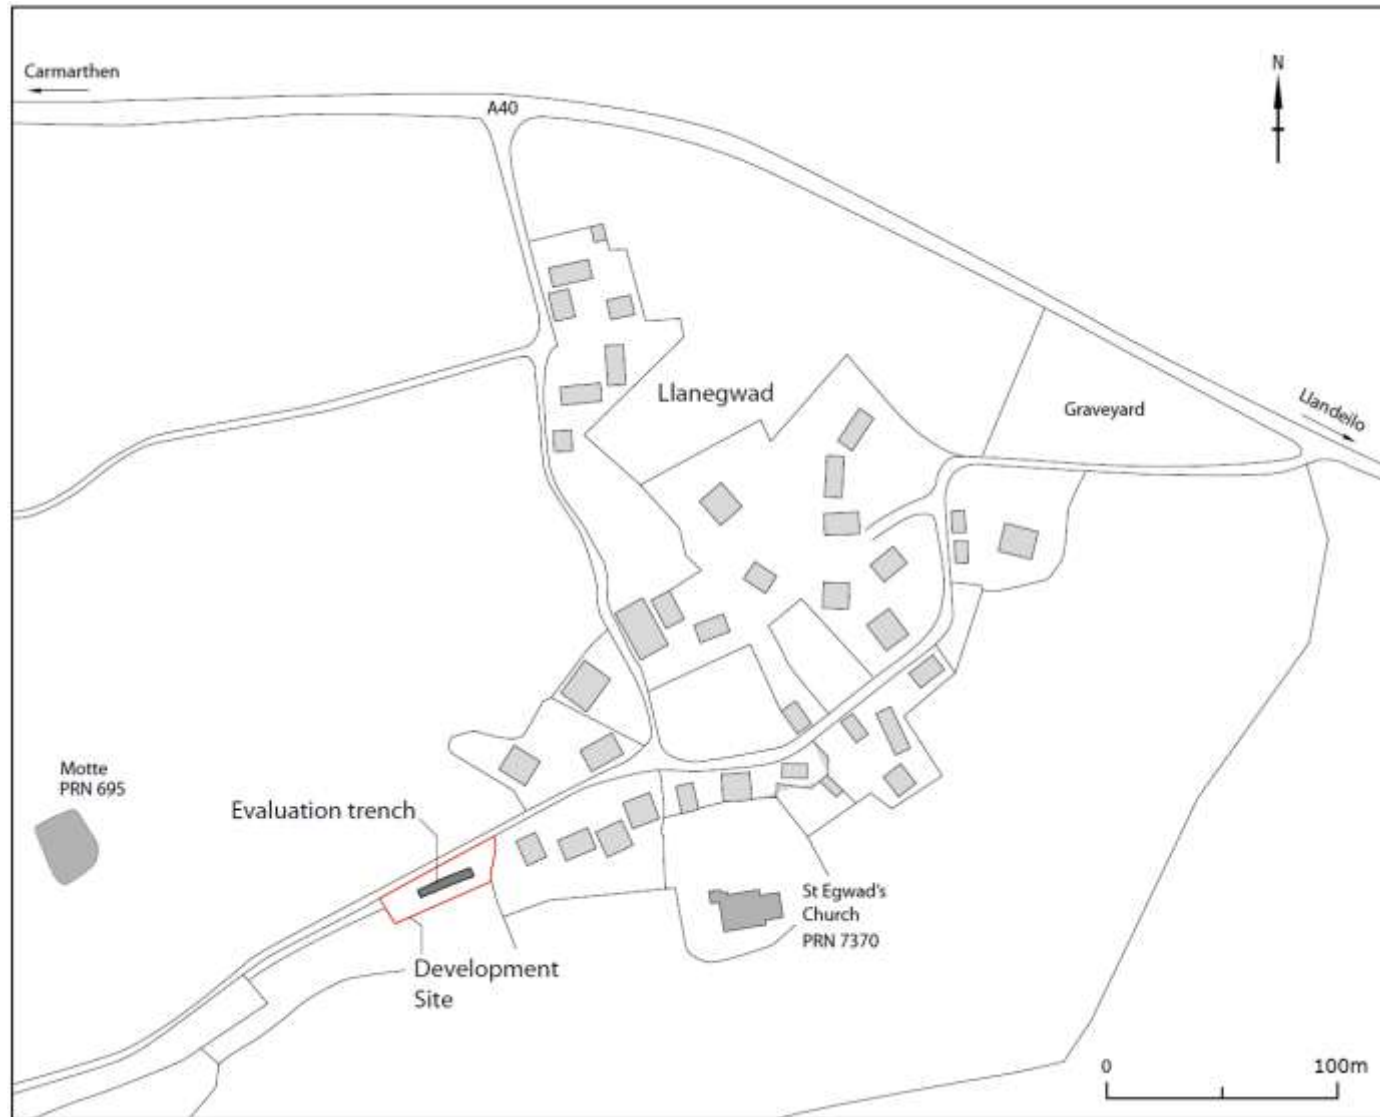 Carmarthen
N
A40
Llanegwad
Graveyard
Llandeilo
Motte
PRN 695
Evaluation trench
St Egwad's
Church
PRN 7370
Development
Site
0
100m